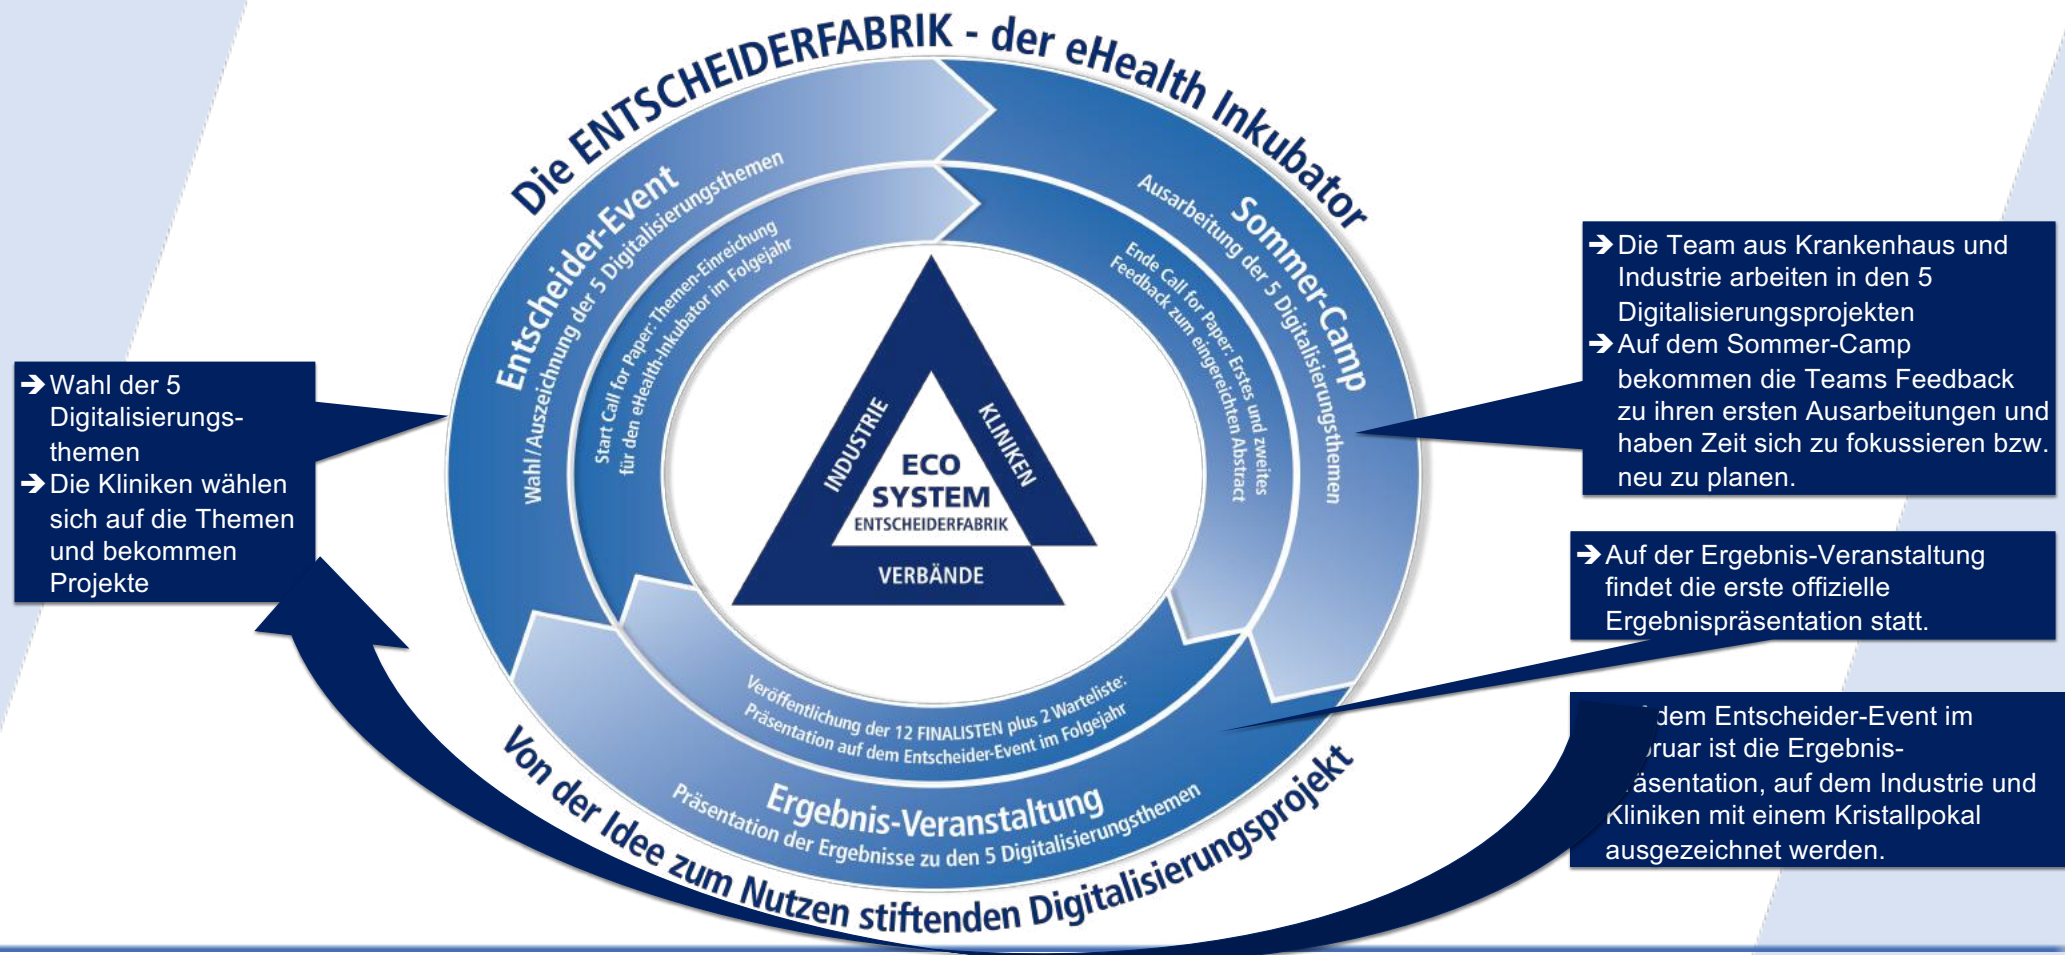 Die ENTSCHEIDERFABRIK - der eHealth Inkubator
Entscheider-Event
Wahl/Auszeichnung der 5 Digitalisierungsthemen
Start Call for Paper: Themen-Einreichung
für den eHealth-Inkubator im Folgejahr
Sommer-Camp
Ausarbeitung der 5 Digitalisierungsthemen
Ende Call for Paper: Erstes und zweites
Feedback zum eingereichten Abstract
INDUSTRIE
KLINIKEN
ECO
SYSTEM
ENTSCHEIDERFABRIK
VERBÄNDE
Veröffentlichung der 12 FINALISTEN plus 2 Warteliste:
Präsentation auf dem Entscheider-Event im Folgejahr
Ergebnis-Veranstaltung
Präsentation der Ergebnisse zu den 5 Digitalisierungsthemen
Von der Idee zum Nutzen stiftenden Digitalisierungsprojekt
➔ Wahl der 5
Digitalisierungs-
themen
➔ Die Kliniken wählen
sich auf die Themen
und bekommen
Projekte
➔ Die Team aus Krankenhaus und
Industrie arbeiten in den 5
Digitalisierungsprojekten
➔ Auf dem Sommer-Camp
bekommen die Teams Feedback
zu ihren ersten Ausarbeitungen und
haben Zeit sich zu fokussieren bzw.
neu zu planen.
➔ Auf der Ergebnis-Veranstaltung
findet die erste offizielle
Ergebnispräsentation statt.
dem Entscheider-Event im
ist die Ergebnis-
auf dem Industrie und
Kliniken mit einem Kristallpokal
ausgezeichnet werden.